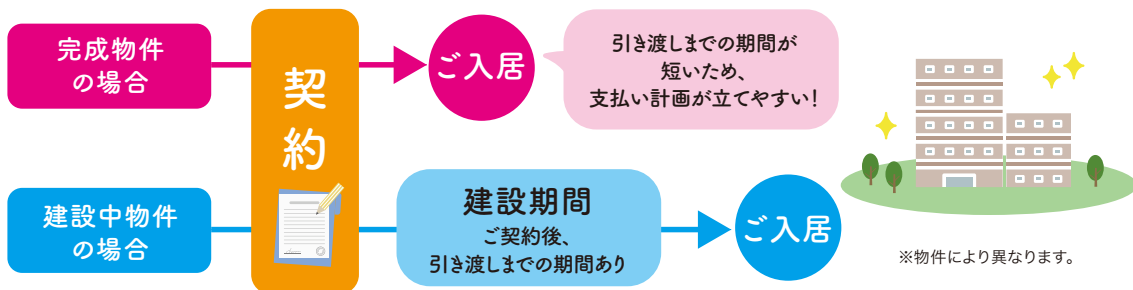 完成物件
の場合
契約
ご入居
引き渡しまでの期間が
短いため、
支払い計画が立てやすい！
建設中物件
の場合
建設期間
ご契約後、
引き渡しまでの期間あり
ご入居
※物件により異なります。